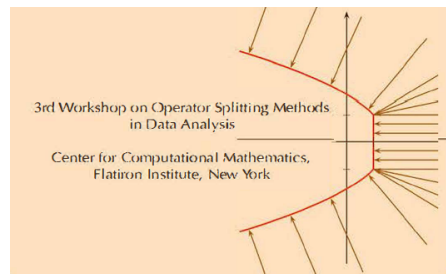 3rd Workshop on Operator Splitting Methods
in Data Analysis
Center for Computational Mathematics,
Flatiron Institute, New York